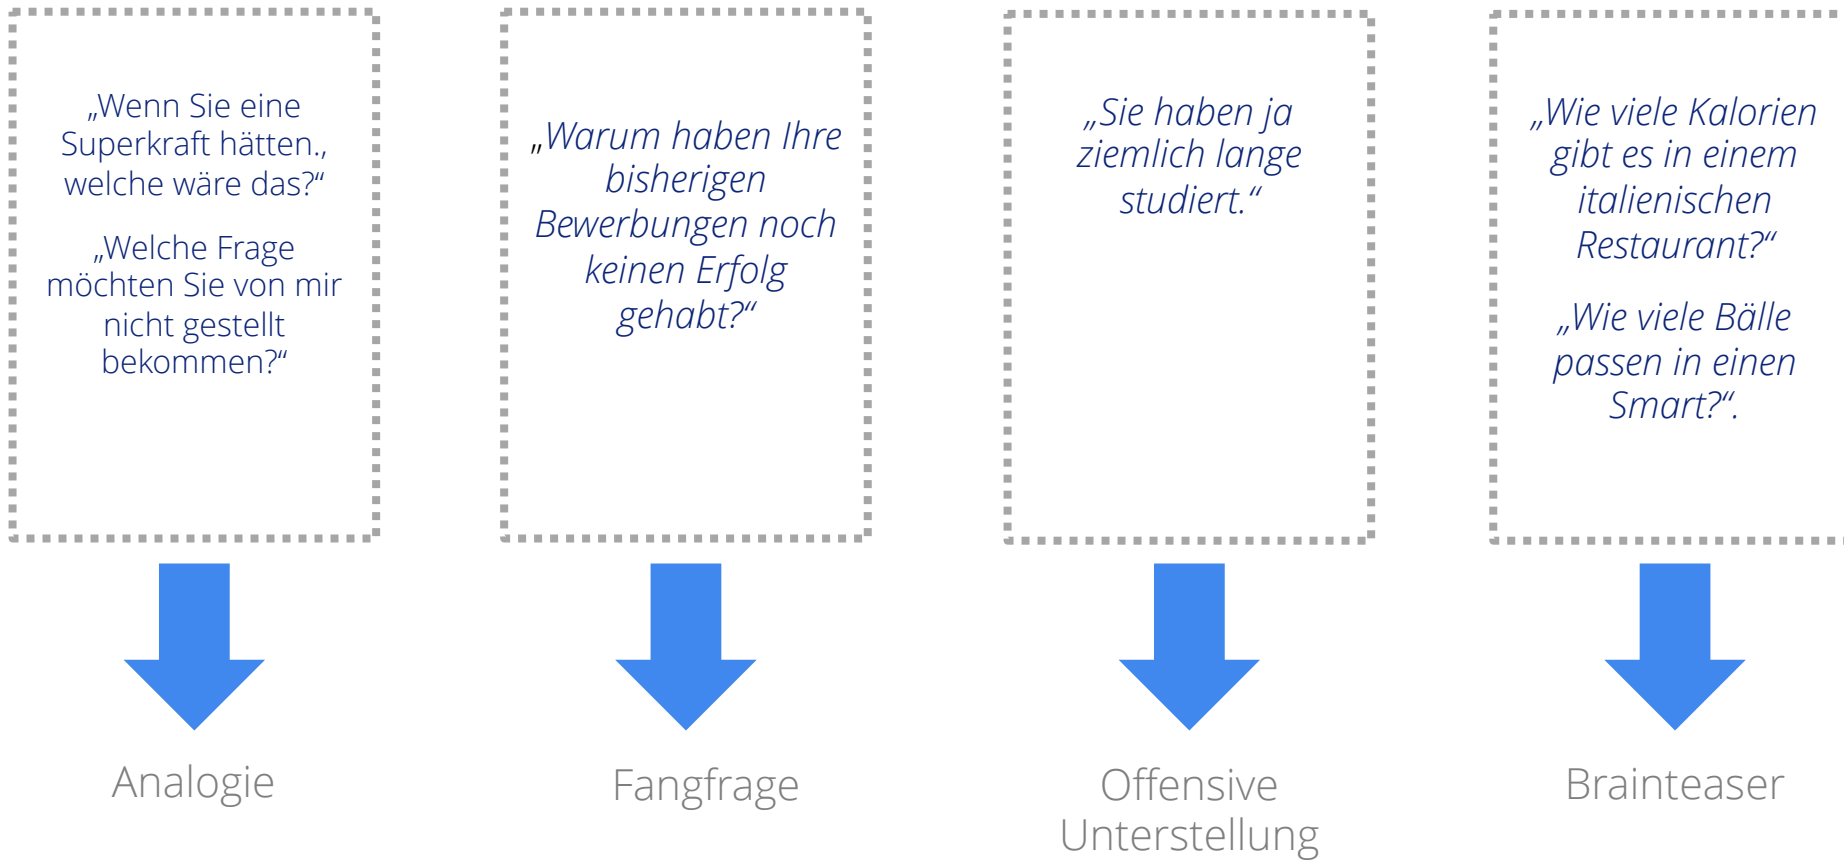 „Wenn Sie eine
Superkraft hätten.,
welche wäre das?“
„Welche Frage
möchten Sie von mir
nicht gestellt
bekommen?“
Analogie
„Warum haben Ihre
bisherigen
Bewerbungen noch
keinen Erfolg
gehabt?“
Fangfrage
„Sie haben ja
ziemlich lange
studiert.“
Offensive
Unterstellung
„Wie viele Kalorien
gibt es in einem
italienischen
Restaurant?“
„Wie viele Bälle
passen in einen
Smart?“.
Brainteaser